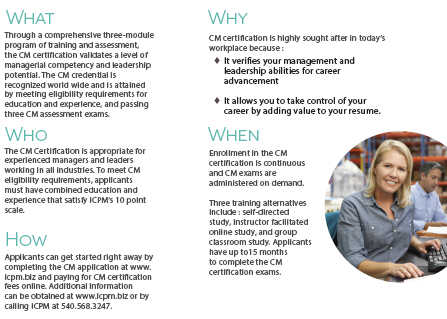 WHAT
Through a comprehensive three-module
program of training and assessment,
the CM certification validates a level of
managerial competency and leadership
potential. The CM credential is
recognized world wide and is attained
by meeting eligibility requirements for
education and experience, and passing
three CM assessment exams.
WHO
The CM Certification is appropriate for
experienced managers and leaders
working in all industries. To meet CM
eligibility requirements, applicants
must have combined education and
experience that satisfy ICPM's 10 point
scale.
HOW
Applicants can get started right away by
completing the CM application at www.
icpm.biz and paying for CM certification
fees online. Additional information
can be obtained at www.icpm.biz or by
calling ICPM at 540.568.3247.
WHY
CM certification is highly sought after in today's
workplace because :
♦ It verifies your management and
leadership abilities for career
advancement
♦ It allows you to take control of your
career by adding value to your resume.
WHEN
Enrollment in the CM
certification is continuous
and CM exams are
administered on demand.
Three training alternatives
include : self-directed
study, instructor facilitated
online study, and group
classroom study. Applicants
have up to15 months
to complete the CM
certification exams.